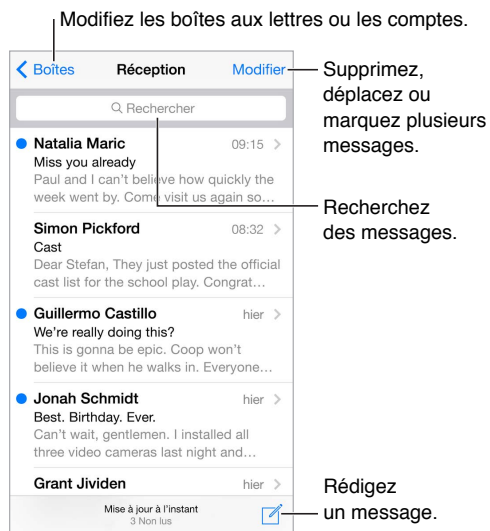 Modifiez les boîtes aux lettres ou les comptes.
Boîtes Réception Modifier
Supprimez,
déplacez ou
marquez plusieurs
messages.
Rechercher
Natalia Maric 09:15
Miss you already
Paul and I can't believe how quickly the
week went by. Come visit us again so…
Recherchez
des messages.
Simon Pickford 08:32
Cast
Dear Stefan, They just posted the official
cast list for the school play. Congrat…
Guillermo Castillo hier
We're really doing this?
This is gonna be epic. Coop won't
believe it when he walks in. Everyone…
Jonah Schmidt hier
Best. Birthday. Ever.
Can't wait, gentlemen. I installed all
three video cameras last night and…
Grant Jividen hier
Mise à jour à l'instant
3 Non lus
Rédigez
un message.